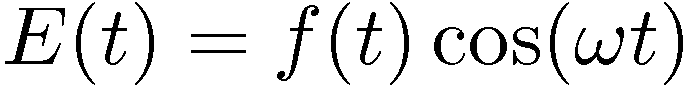 E(t) = f(t) cos(ωt)